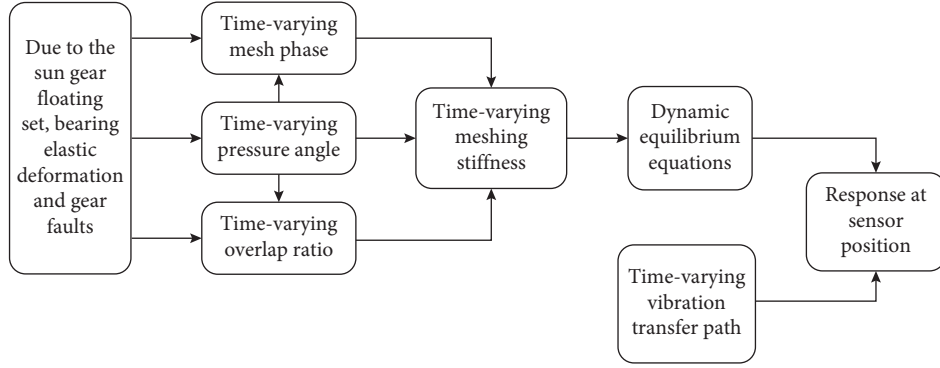 Due to the
sun gear
floating
set, bearing
elastic
deformation
and gear
faults
Time-varying
mesh phase
Time-varying
pressure angle
Time-varying
overlap ratio
Time-varying
meshing
stiffness
Dynamic
equilibrium
equations
Time-varying
vibration
transfer path
Response at
sensor
position